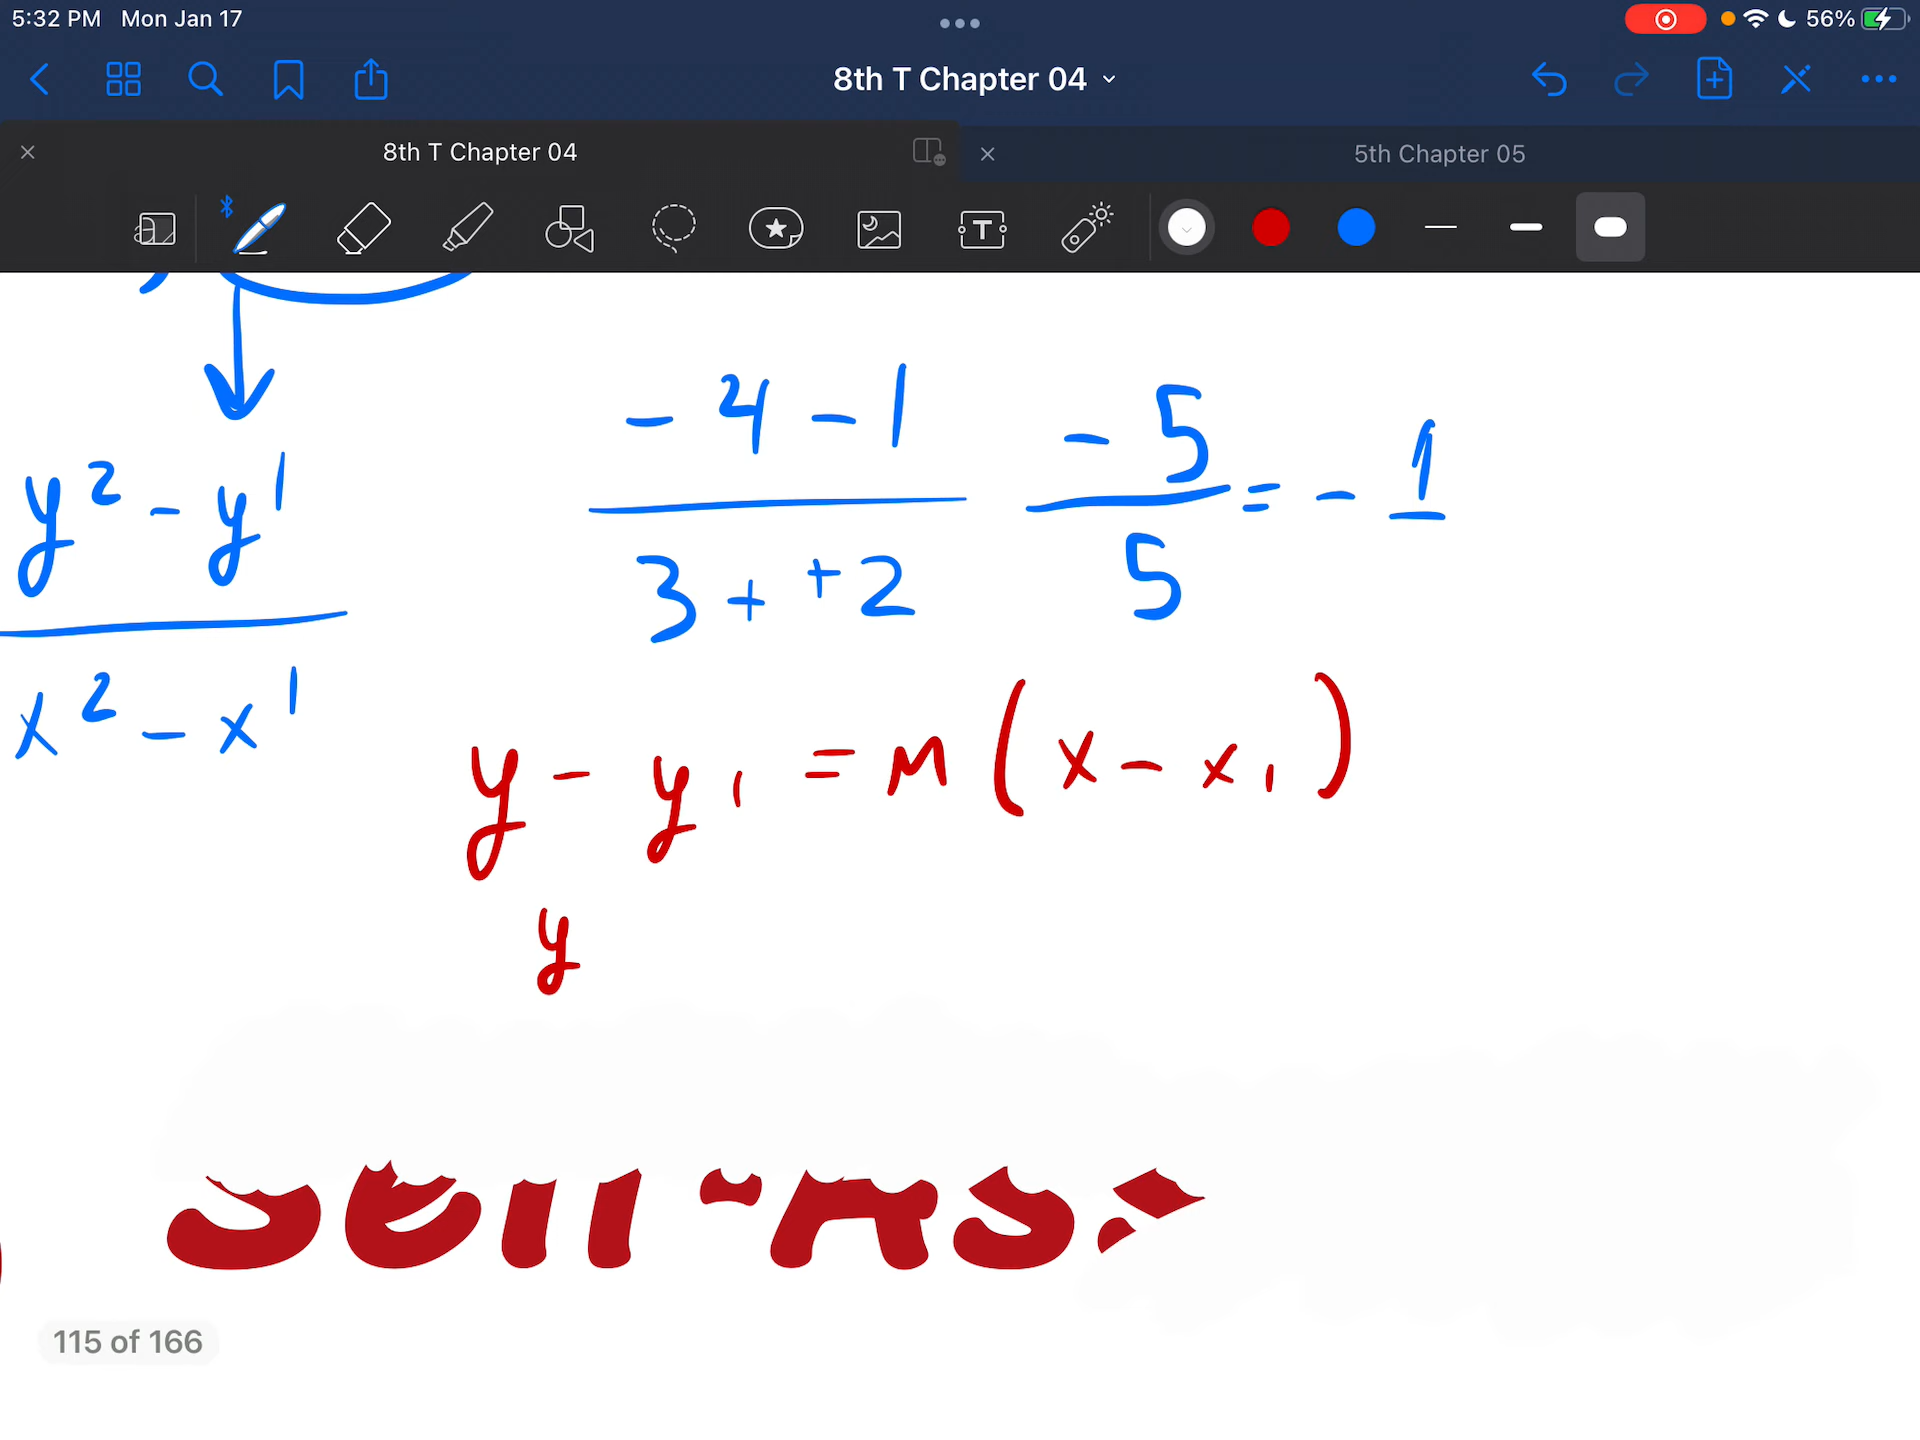 5:32 PM Mon Jan 17
56%
8th T Chapter 04
8th T Chapter 04
5th Chapter 05
-4-1
-5
= -1
y² - y¹
3 + +2
5
x² - x¹
y - y₁ = M (x - x₁)
y
115 of 166